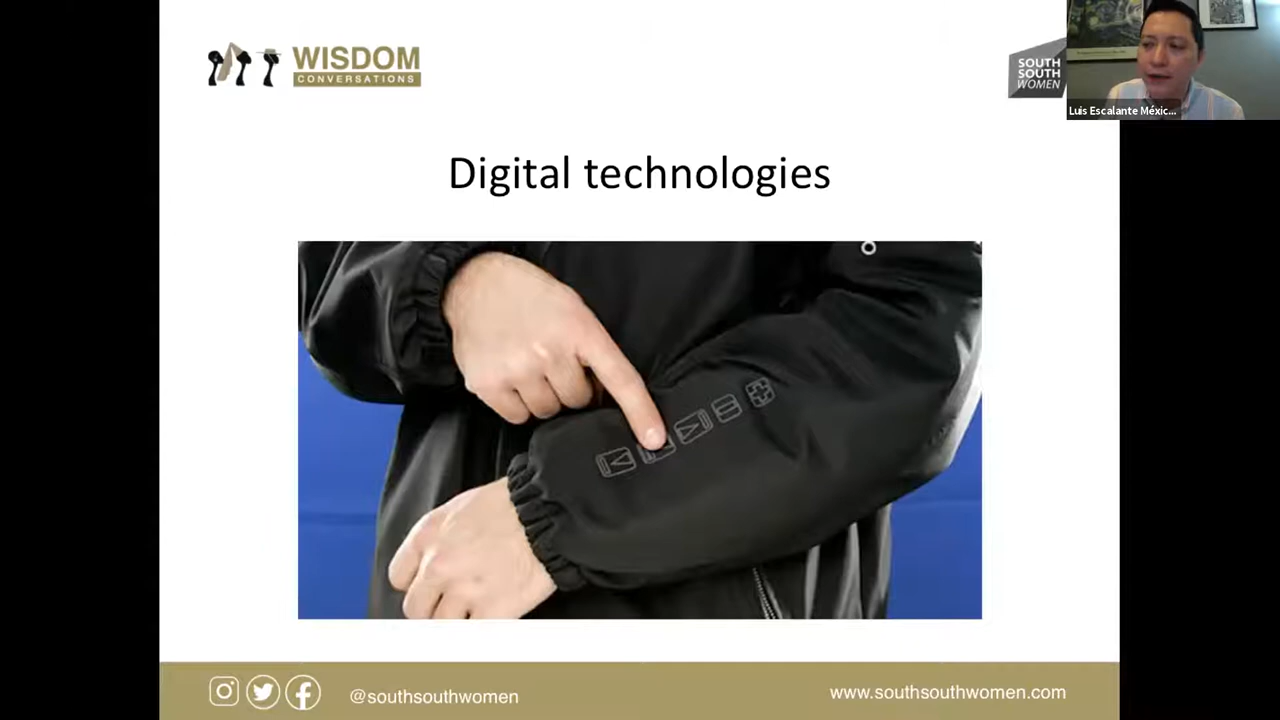 WISDOM
CONVERSATIONS
SOUTH
SOUTH
WOMEN
Luis Escalante Méxic...
Digital technologies
@southsouthwomen
www.southsouthwomen.com